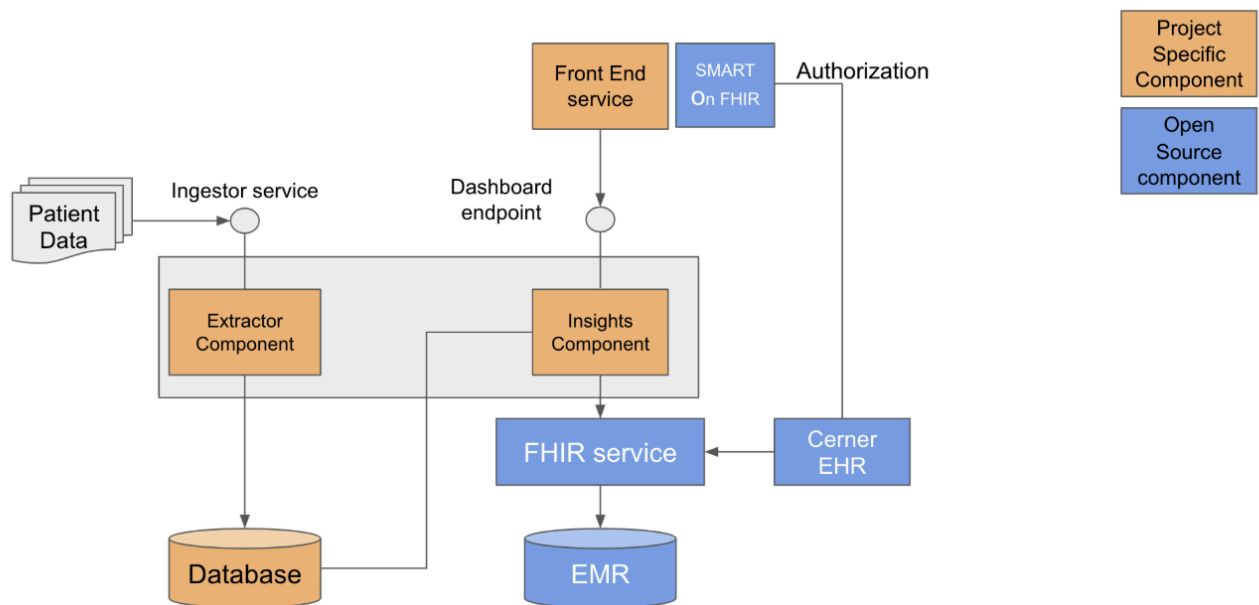 Front End
service
SMART
On FHIR
Authorization
Project
Specific
Component
Open
Source
component
Ingestor service
Dashboard
endpoint
Patient
Data
Extractor
Component
Insights
Component
FHIR service
Cerner
EHR
Database
EMR